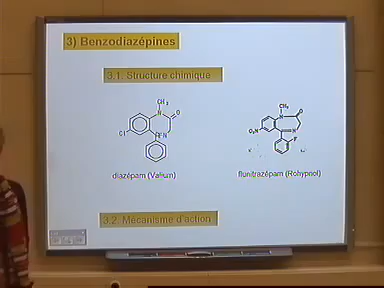 3) Benzodiazépines
3.1. Structure chimique
CH₃
N
O
Cl
N
CH₃
N
O
O₂N
N
F
diazépam (Valium)
flunitrazépam (Rohypnol)
3.2. Mécanisme d'action